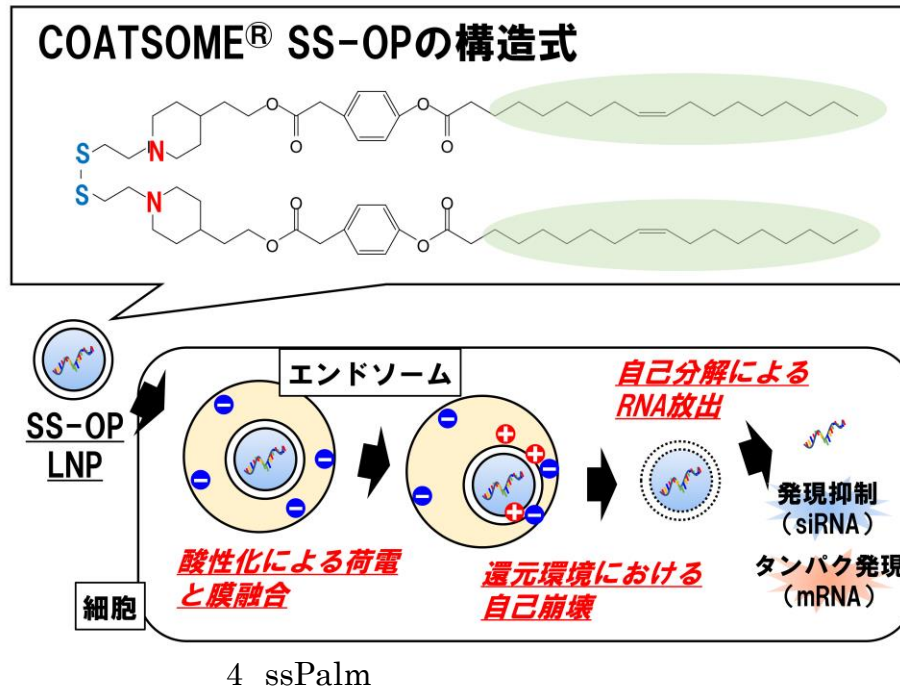 COATSOME® SS-OPの構造式
O
O
O
O
S
N
S
N
O
O
O
O
エンドソーム
自己分解による
RNA放出
SS-OP
LNP
発現抑制
(siRNA)
酸性化による荷電
と膜融合
還元環境における
自己崩壊
タンパク発現
(mRNA)
細胞
4 ssPalm